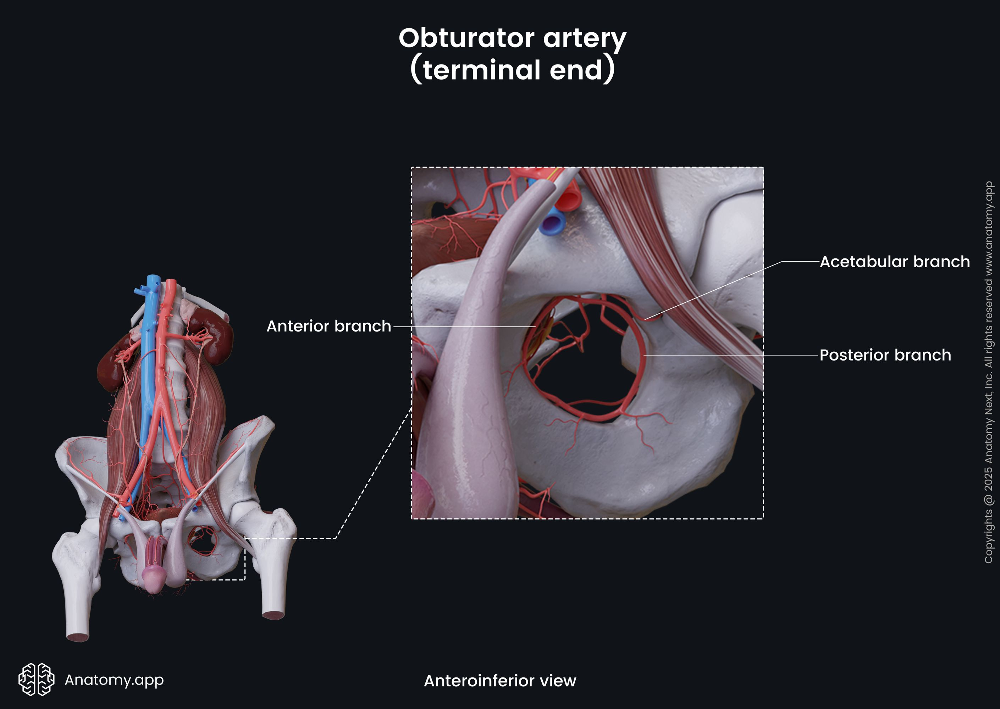 Obturator artery
(terminal end)
Acetabular branch
Anterior branch
Posterior branch
Anatomy.app
Anteroinferior view
Copyrights @ 2025 Anatomy Next, Inc. All rights reserved www.anatomy.app